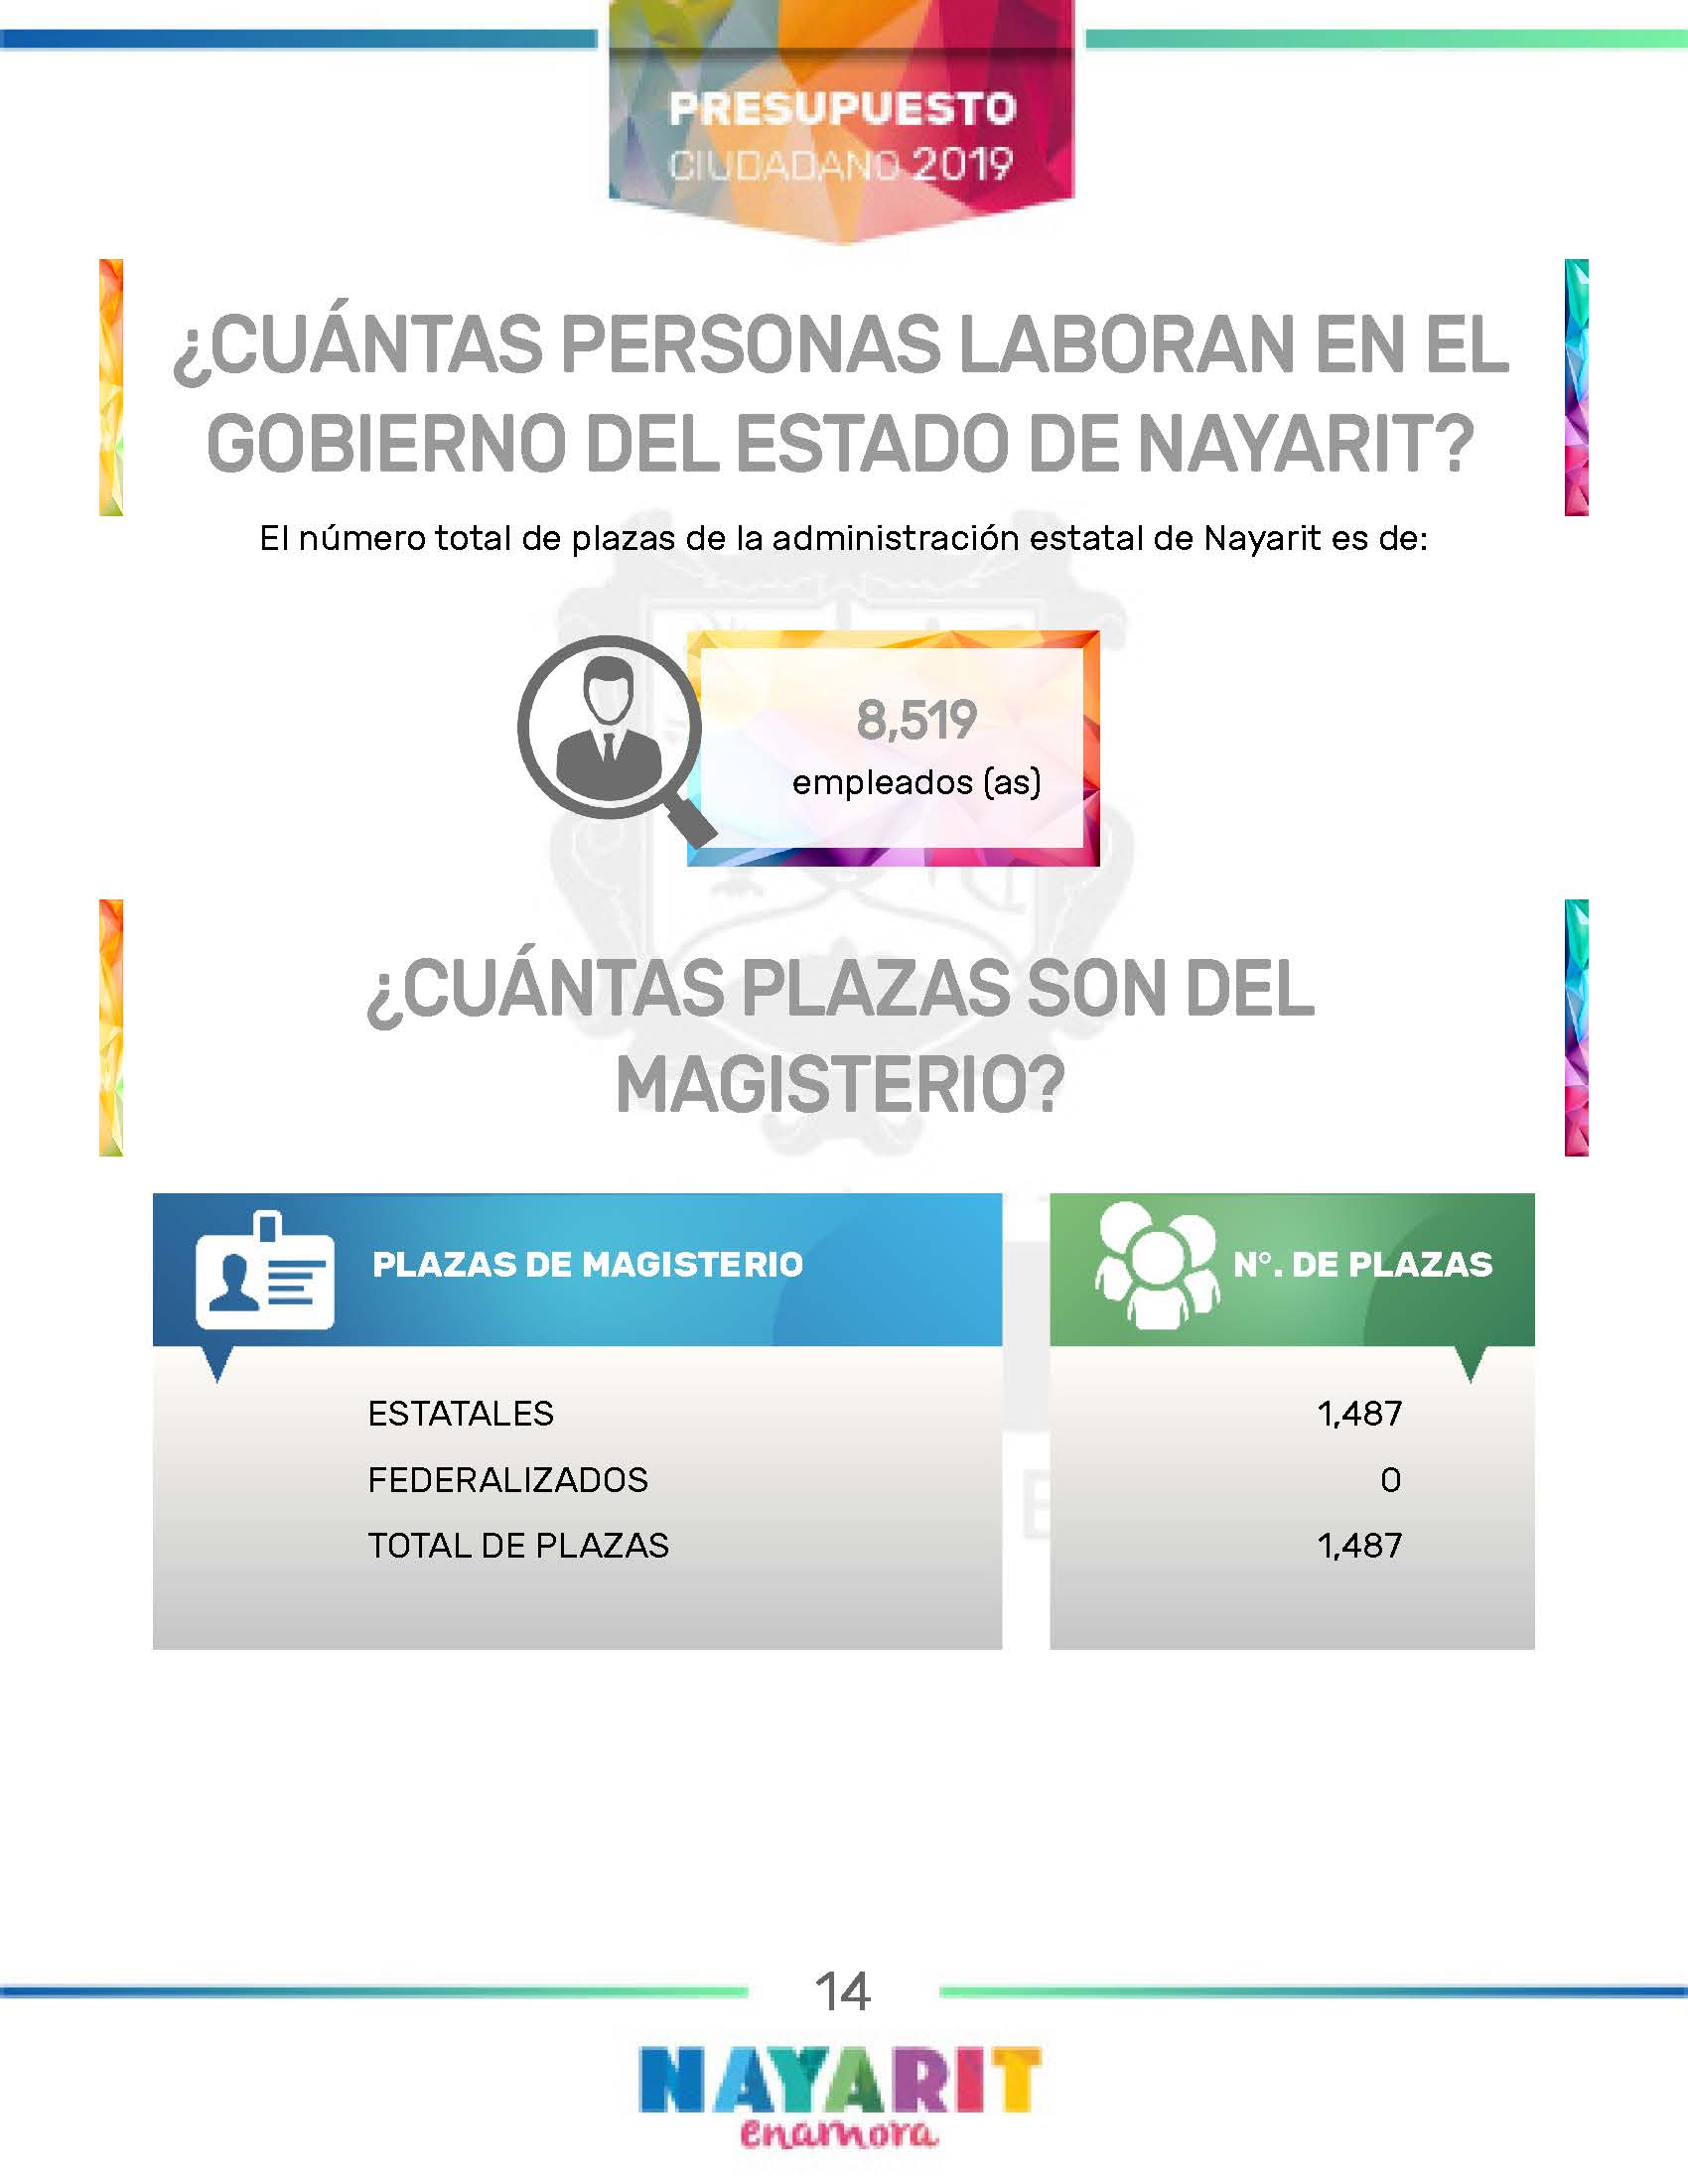 PRESUPUESTO
CIUDADANO 2019
¿CUÁNTAS PERSONAS LABORAN EN EL
GOBIERNO DEL ESTADO DE NAYARIT?
El número total de plazas de la administración estatal de Nayarit es de:
8,519
empleados (as)
¿CUÁNTAS PLAZAS SON DEL
MAGISTERIO?
PLAZAS DE MAGISTERIO
N°. DE PLAZAS
ESTATALES 1,487
FEDERALIZADOS 0
TOTAL DE PLAZAS 1,487
14
NAYARIT
enamora